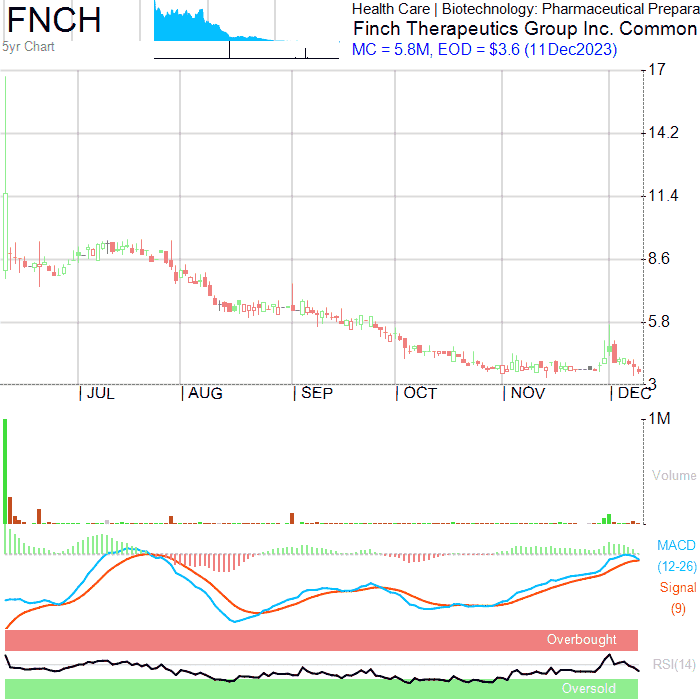 FNCH
5yr Chart
Health Care | Biotechnology: Pharmaceutical Prepara
Finch Therapeutics Group Inc. Common
MC = 5.8M, EOD = $3.6 (11Dec2023)
17
14.2
11.4
8.6
5.8
3
JUL AUG SEP OCT NOV DEC
1M
Volume
MACD
(12-26)
Signal
(9)
Overbought
RSI(14)
Oversold